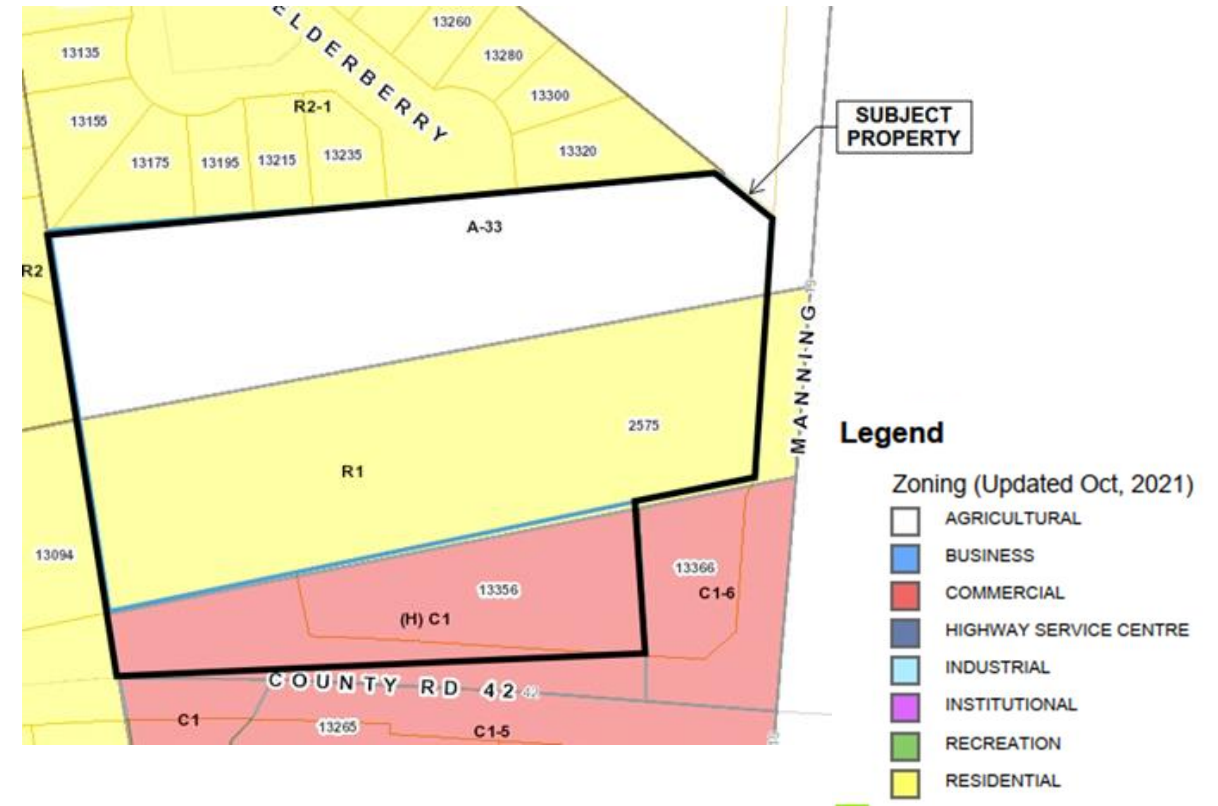 13260
13135
ELDERBERRY
13280
13300
R2-1
13155
SUBJECT
PROPERTY
13175
13195
13215
13235
13320
A-33
R2
MANNING
19
2575
Legend
R1
Zoning (Updated Oct, 2021)
AGRICULTURAL
13094
BUSINESS
13356
13366
COMMERCIAL
C1-6
(H) C1
HIGHWAY SERVICE CENTRE
INDUSTRIAL
COUNTY RD 42
42
INSTITUTIONAL
C1
13265
C1-5
RECREATION
RESIDENTIAL